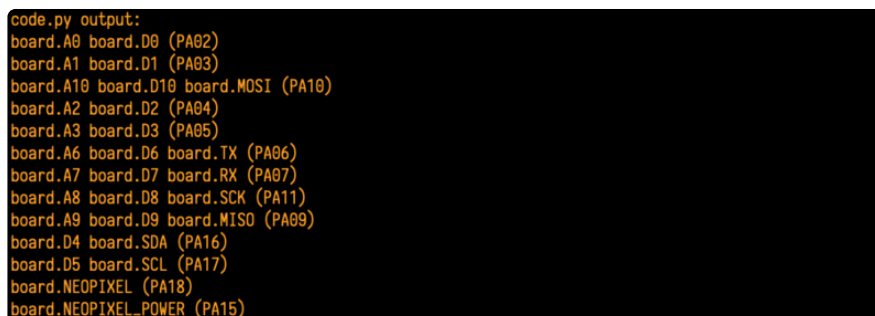 code.py output:
board.A0 board.D0 (PA02)
board.A1 board.D1 (PA03)
board.A10 board.D10 board.MOSI (PA10)
board.A2 board.D2 (PA04)
board.A3 board.D3 (PA05)
board.A6 board.D6 board.TX (PA06)
board.A7 board.D7 board.RX (PA07)
board.A8 board.D8 board.SCK (PA11)
board.A9 board.D9 board.MISO (PA09)
board.D4 board.SDA (PA16)
board.D5 board.SCL (PA17)
board.NEOPIXEL (PA18)
board.NEOPIXEL_POWER (PA15)